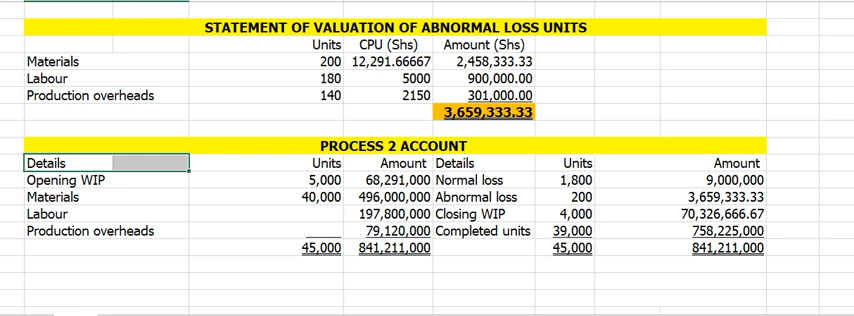 STATEMENT OF VALUATION OF ABNORMAL LOSS UNITS
Units CPU (Shs) Amount (Shs)
Materials 200 12,291.66667 2,458,333.33
Labour 180 5000 900,000.00
Production overheads 140 2150 301,000.00
3,659,333.33
PROCESS 2 ACCOUNT
Details Units Amount Details Units Amount
Opening WIP 5,000 68,291,000 Normal loss 1,800 9,000,000
Materials 40,000 496,000,000 Abnormal loss 200 3,659,333.33
Labour 197,800,000 Closing WIP 4,000 70,326,666.67
Production overheads 79,120,000 Completed units 39,000 758,225,000
45,000 841,211,000 45,000 841,211,000